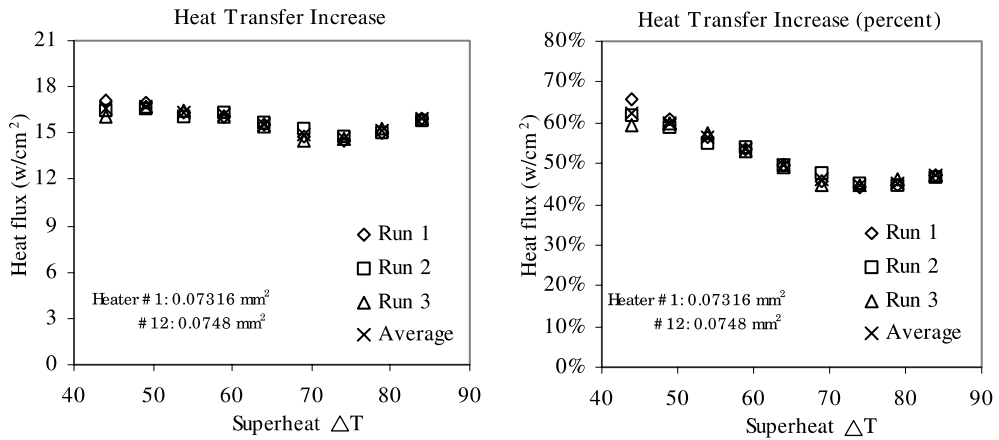 Heat Transfer Increase
21
18
15
12
9
6
3
0
Heat flux (w/cm²)
Run 1
Run 2
Run 3
Average
Heater #1: 0.07316 mm²
#12: 0.0748 mm²
40 50 60 70 80 90
Superheat △T
Heat Transfer Increase (percent)
80%
70%
60%
50%
40%
30%
20%
10%
0%
Heat flux (w/cm²)
Run 1
Run 2
Run 3
Average
Heater #1: 0.07316 mm²
#12: 0.0748 mm²
40 50 60 70 80 90
Superheat △T